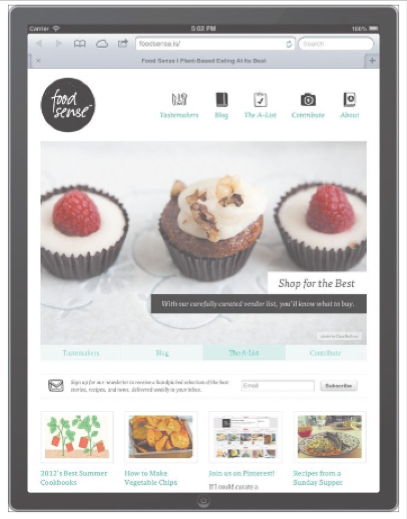 Carrier
5:02 PM
100%
foodsense.is/
Search
Food Sense | Plant-Based Eating At Its Best
food
sense
Tastemakers
Blog
The A-List
Contribute
About
Shop for the Best
With our carefully curated vendor list, you'll know what to buy.
Tastemakers
Blog
The A-List
Contribute
Sign up for our newsletter to receive a handpicked selection of the best
stories, recipes, and news, delivered weekly to your inbox.
Email
Subscribe
2012's Best Summer
Cookbooks
How to Make
Vegetable Chips
Join us on Pinterest!
If I could curate a
Recipes from a
Sunday Supper